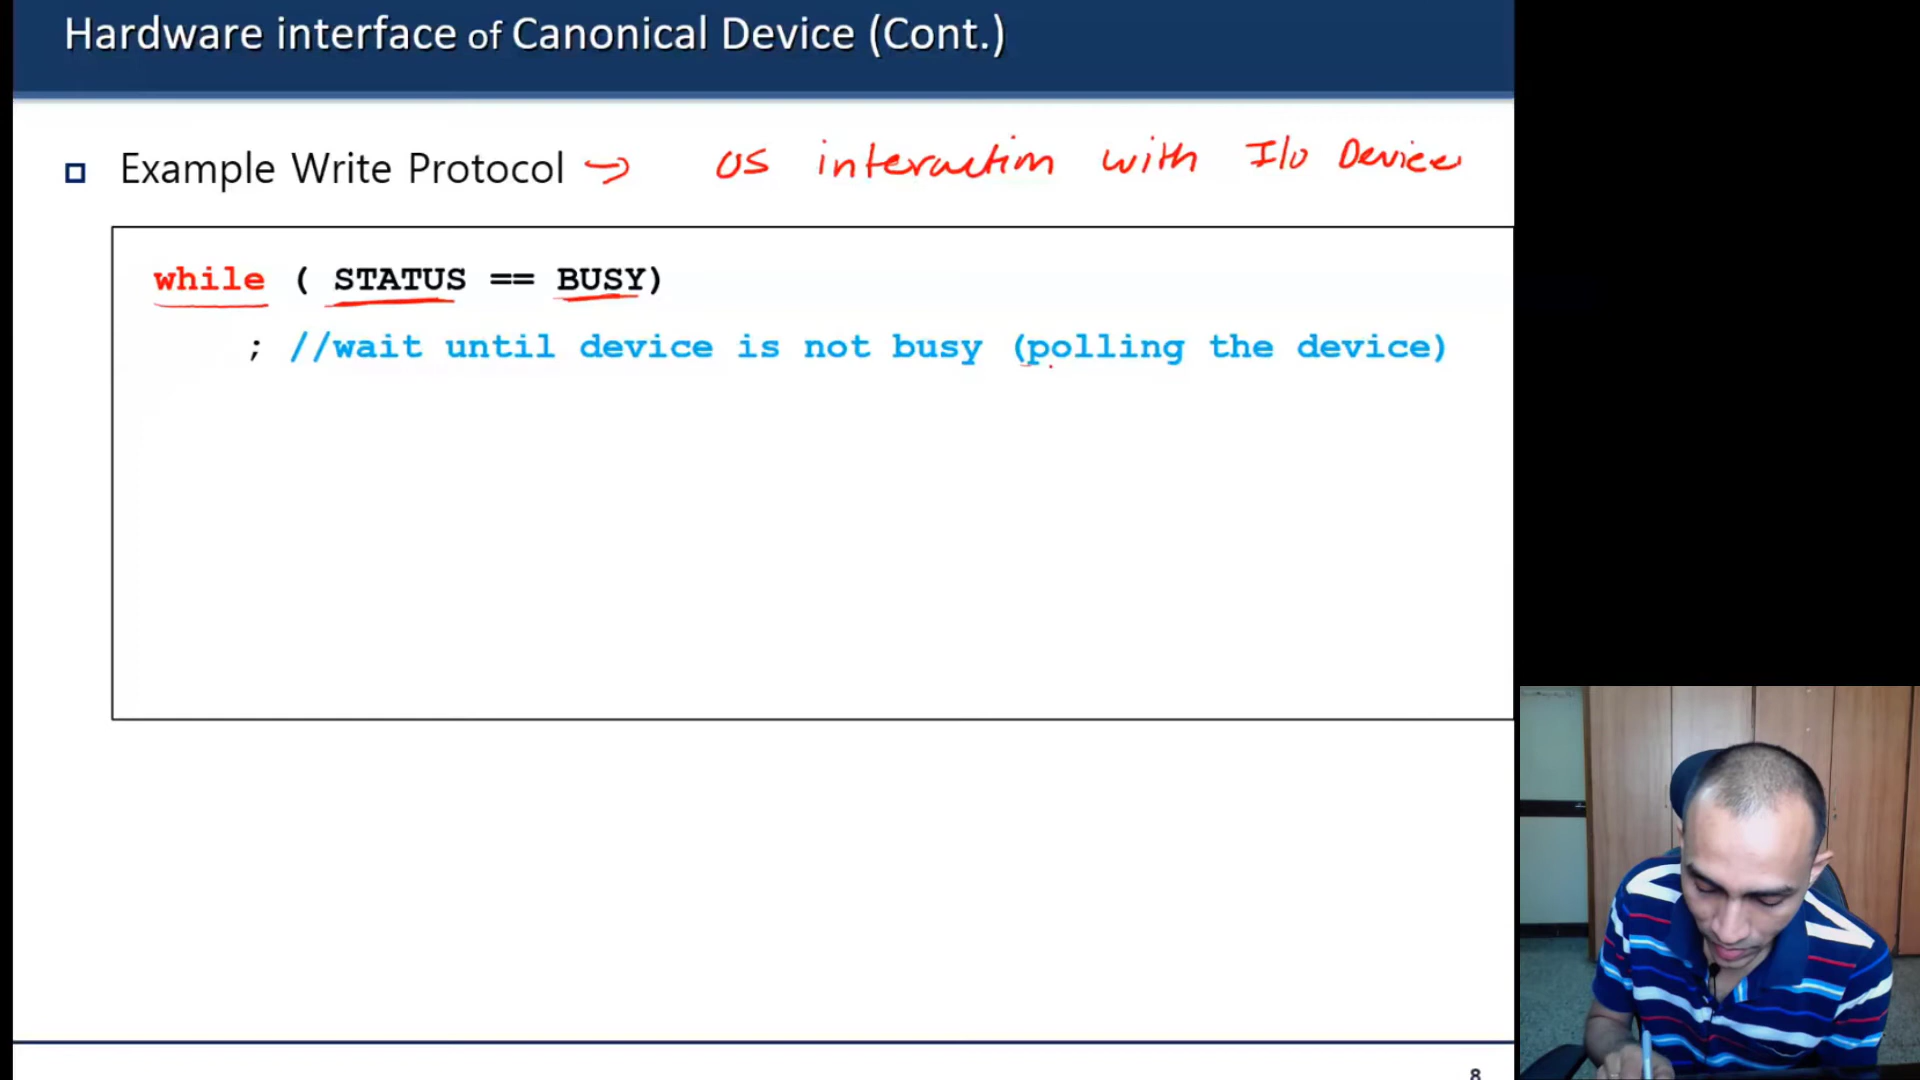 Hardware interface of Canonical Device (Cont.)
Example Write Protocol → OS interaction with I/O Device
while ( STATUS == BUSY)
; //wait until device is not busy (polling the device)
8